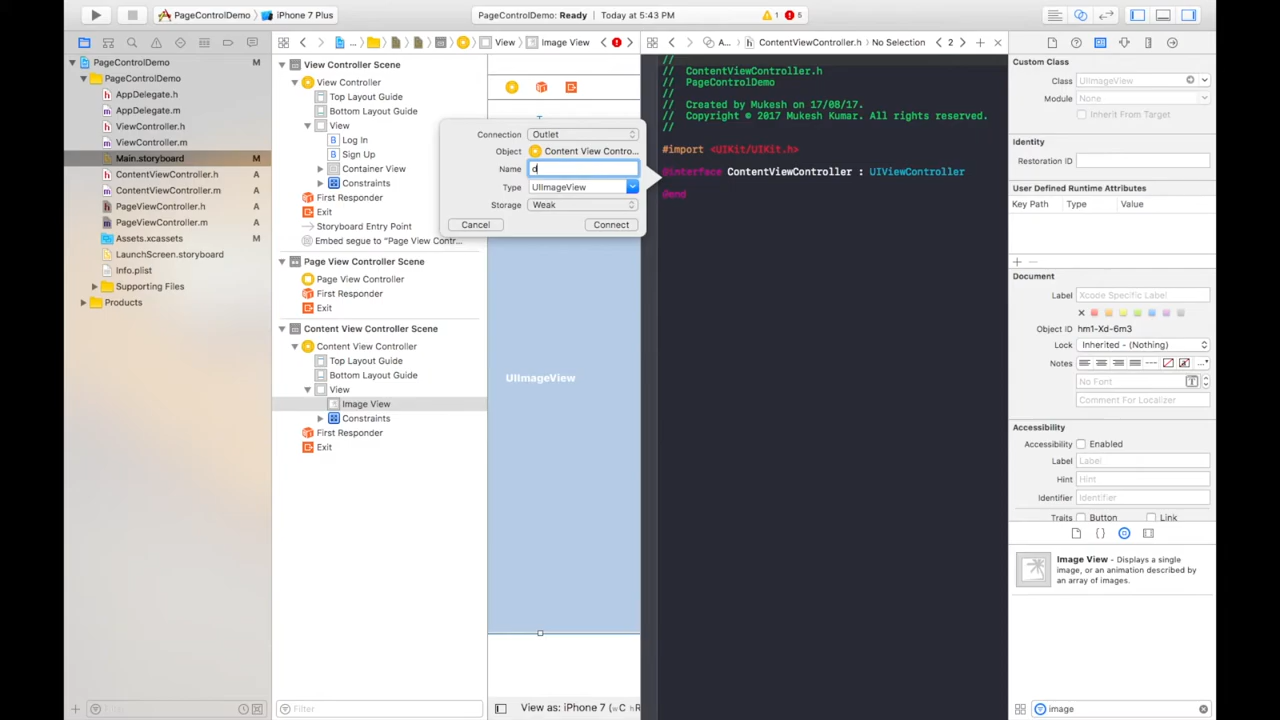 PageControlDemo
iPhone 7 Plus
PageControlDemo: Ready
Today at 5:43 PM
1
5
View
Image View
A...
ContentViewController.h
No Selection
2
PageControlDemo
M
PageControlDemo
AppDelegate.h
AppDelegate.m
ViewController.h
ViewController.m
Main.storyboard
M
ContentViewController.h
A
ContentViewController.m
A
PageViewController.h
A
PageViewController.m
A
Assets.xcassets
M
LaunchScreen.storyboard
Info.plist
Supporting Files
Products
View Controller Scene
View Controller
Top Layout Guide
Bottom Layout Guide
View
B Log In
B Sign Up
Container View
Constraints
First Responder
Exit
Storyboard Entry Point
Embed segue to "Page View Contr...
Page View Controller Scene
Page View Controller
First Responder
Exit
Content View Controller Scene
Content View Controller
Top Layout Guide
Bottom Layout Guide
View
Image View
Constraints
First Responder
Exit
Filter
Connection Outlet
Object Content View Contro...
Name d
Type UIImageView
Storage Weak
Cancel
Connect
UIImageView
View as: iPhone 7 (wC hR
//
// ContentViewController.h
// PageControlDemo
//
// Created by Mukesh on 17/08/17.
// Copyright © 2017 Mukesh Kumar. All rights reserved.
//
#import <UIKit/UIKit.h>
@interface ContentViewController : UIViewController
@end
Custom Class
Class UIImageView
Module None
Inherit From Target
Identity
Restoration ID
User Defined Runtime Attributes
Key Path Type Value
Document
Label Xcode Specific Label
Object ID hm1-Xd-6m3
Lock Inherited - (Nothing)
Notes
No Font
Comment For Localizer
Accessibility
Accessibility Enabled
Label Label
Hint Hint
Identifier Identifier
Traits Button Link
Image View - Displays a single
image, or an animation described by
an array of images.
image